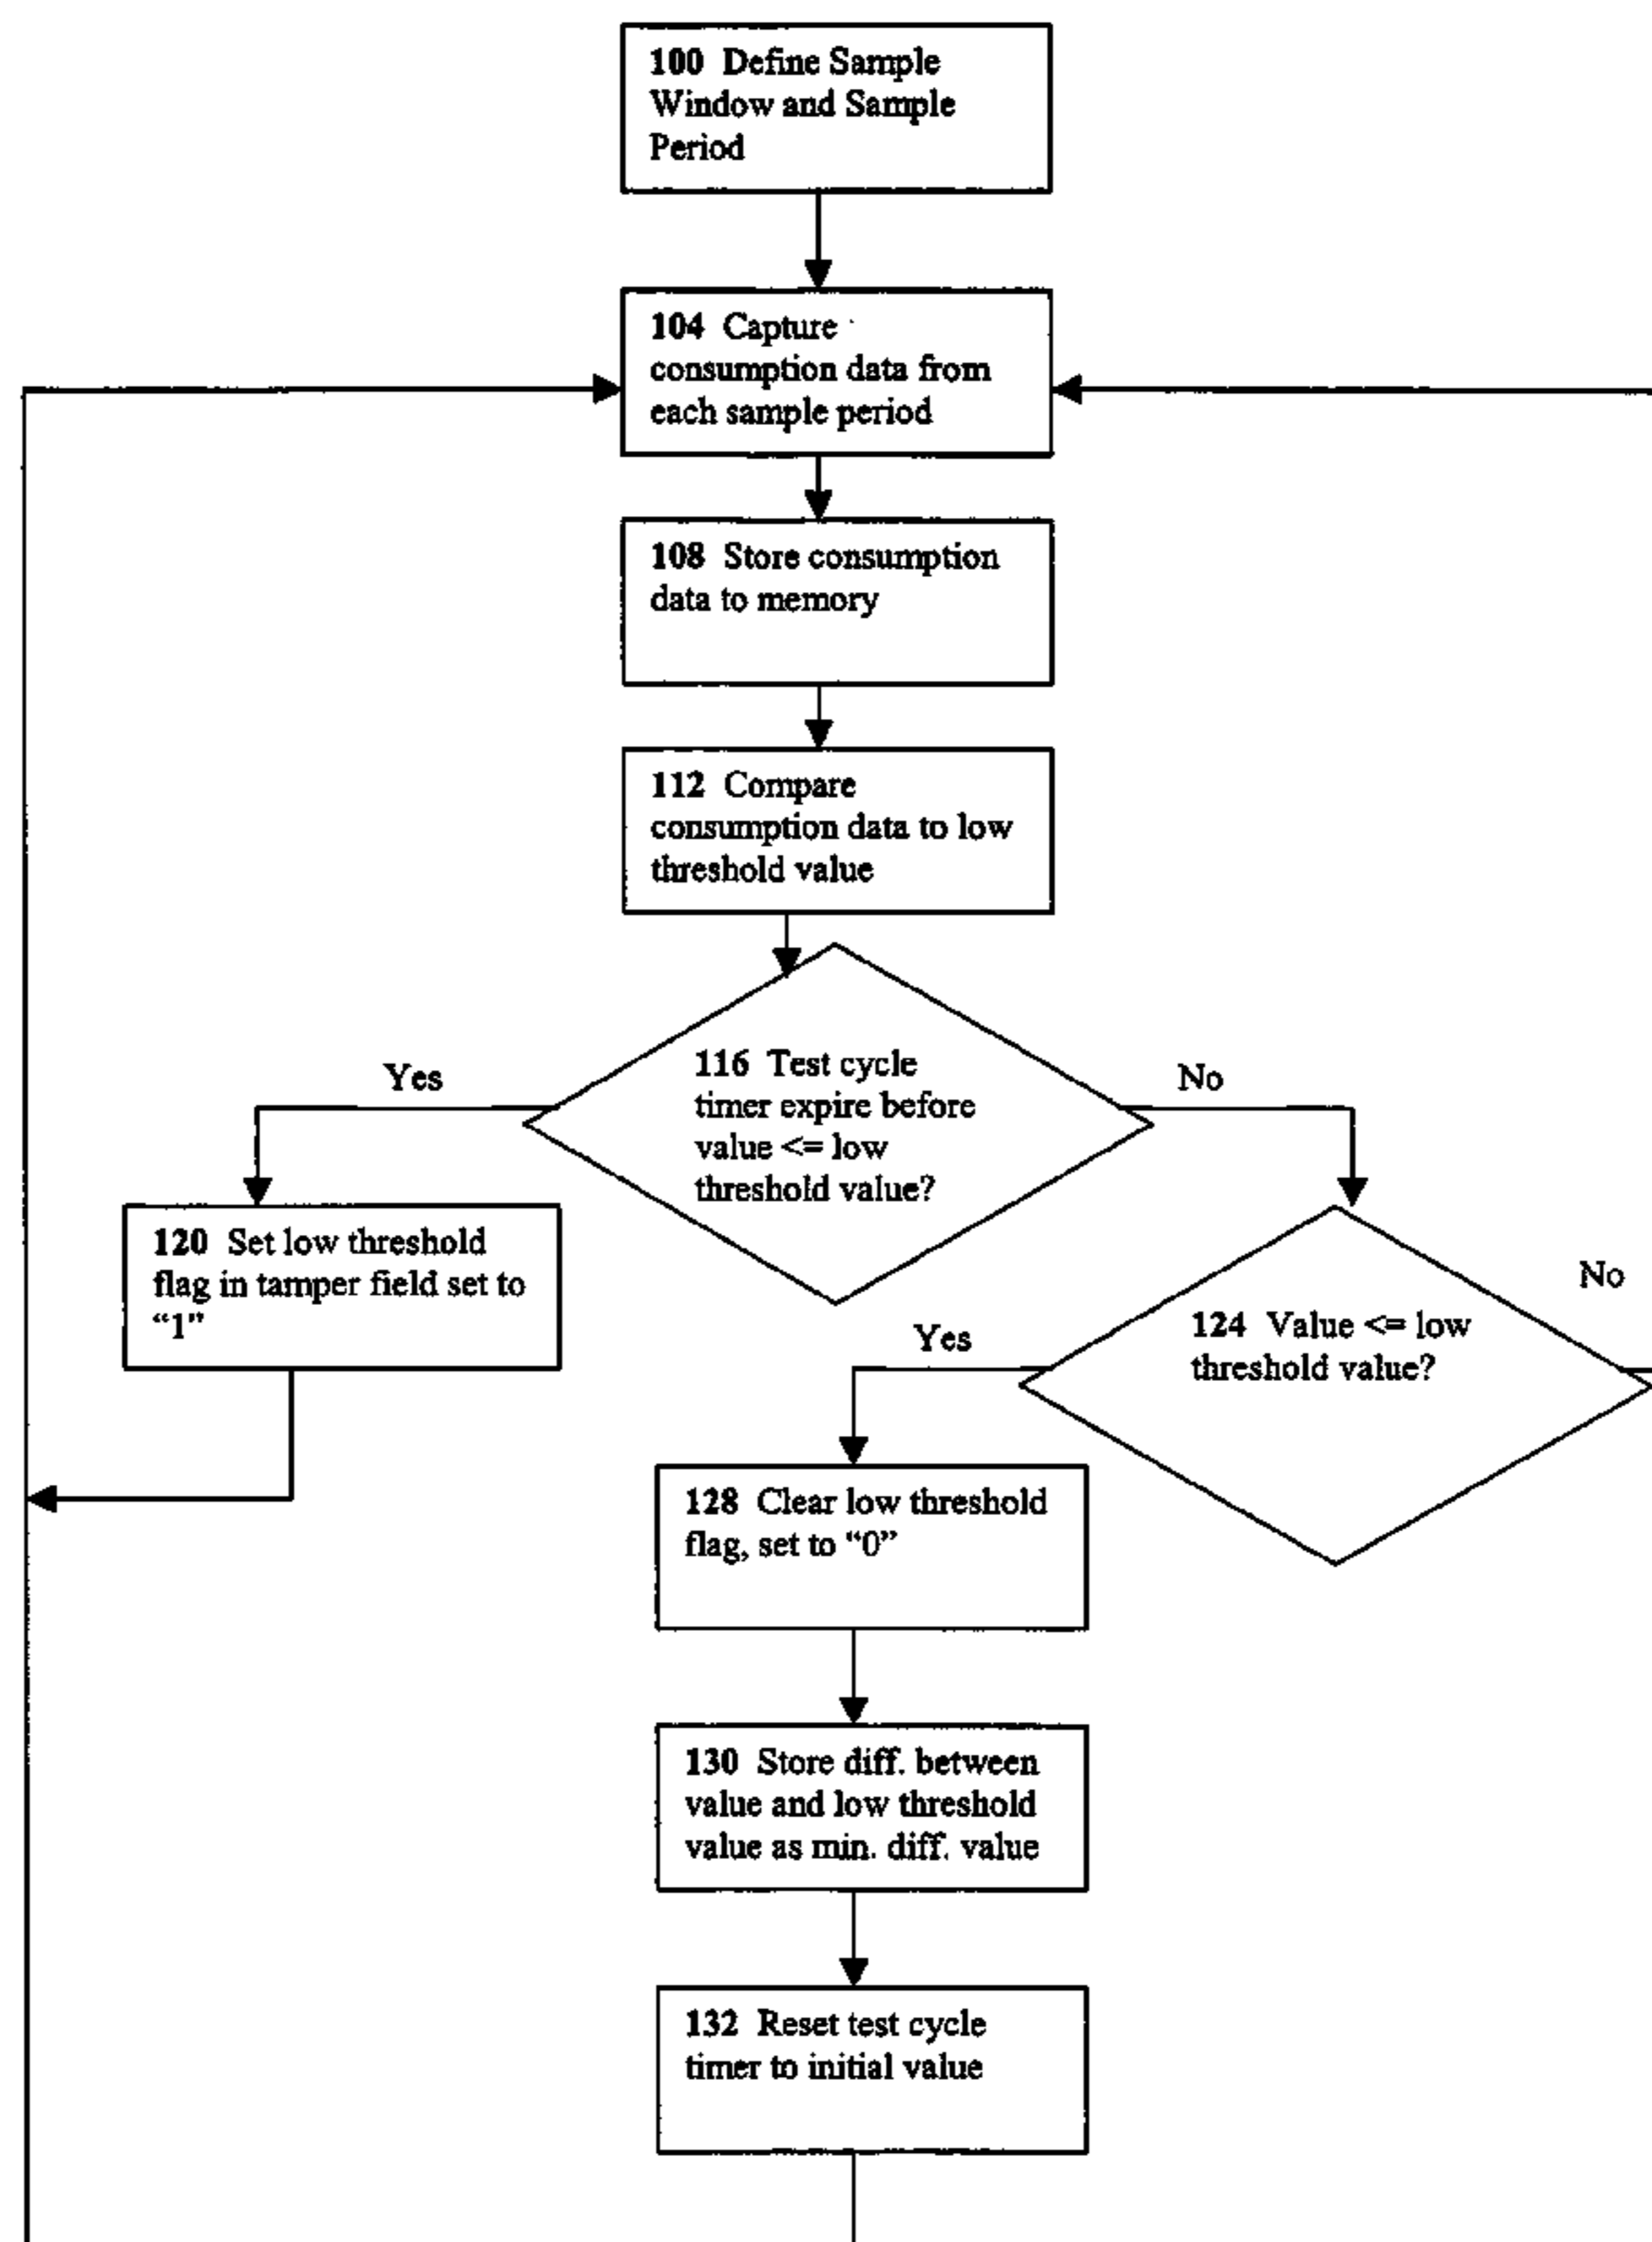 100 Define Sample
Window and Sample
Period
104 Capture
consumption data from
each sample period
108 Store consumption
data to memory
112 Compare
consumption data to low
threshold value
116 Test cycle
timer expire before
value <= low
threshold value?
Yes
No
120 Set low threshold
flag in tamper field set to
“1”
124 Value <= low
threshold value?
Yes
No
128 Clear low threshold
flag, set to “0”
130 Store diff. between
value and low threshold
value as min. diff. value
132 Reset test cycle
timer to initial value